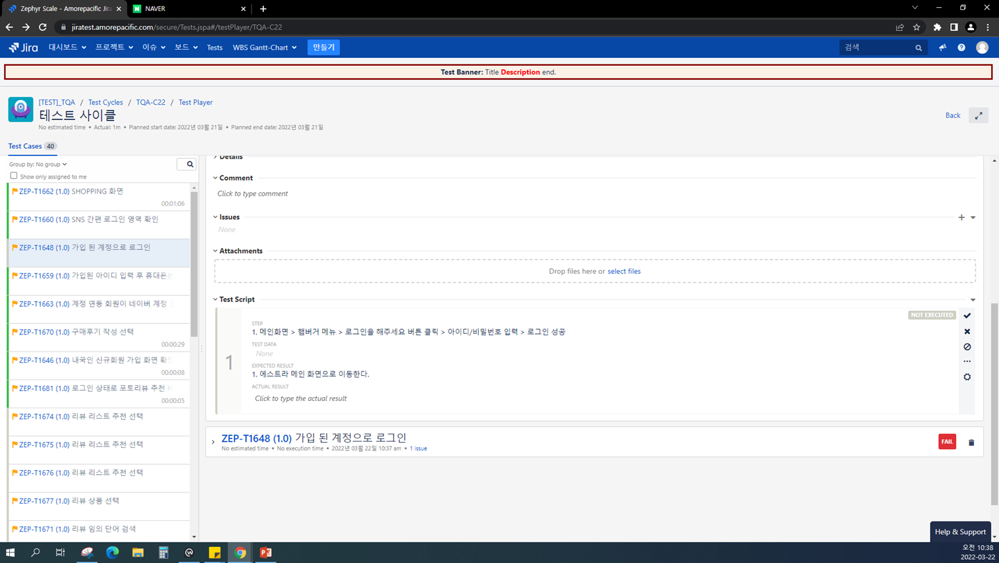 Zephyr Scale - Amorepacific Jira
NAVER
jiratest.amorepacific.com/secure/Tests.jspa#/testPlayer/TQA-C22
Jira 대시보드 프로젝트 이슈 보드 Tests WBS Gantt-Chart 만들기 검색
Test Banner: Title Description end.
[TEST]_TQA / Test Cycles / TQA-C22 / Test Player
테스트 사이클
No estimated time • Actual: 1m • Planned start date: 2022년 03월 21일 • Planned end date: 2022년 03월 21일
Back
Test Cases 40
Group by: No group
Show only assigned to me
ZEP-T1662 (1.0) SHOPPING 화면
00:01:06
ZEP-T1660 (1.0) SNS 간편 로그인 영역 확인
ZEP-T1648 (1.0) 가입 된 계정으로 로그인
ZEP-T1659 (1.0) 가입된 아이디 입력 후 휴대폰
ZEP-T1663 (1.0) 계정 연동 회원이 네이버 계정
ZEP-T1670 (1.0) 구매후기 작성 선택
00:00:29
ZEP-T1646 (1.0) 내국인 신규회원 가입 화면 확
00:00:08
ZEP-T1681 (1.0) 로그인 상태로 포토리뷰 추천
00:00:05
ZEP-T1674 (1.0) 리뷰 리스트 추천 선택
ZEP-T1675 (1.0) 리뷰 리스트 추천 선택
ZEP-T1676 (1.0) 리뷰 리스트 추천 선택
ZEP-T1677 (1.0) 리뷰 상품 선택
ZEP-T1671 (1.0) 리뷰 임의 단어 검색
Details
Comment
Click to type comment
Issues
None
Attachments
Drop files here or select files
Test Script
NOT EXECUTED
1
STEP
1. 메인화면 > 햄버거 메뉴 > 로그인을 해주세요 버튼 클릭 > 아이디/비밀번호 입력 > 로그인 성공
TEST DATA
None
EXPECTED RESULT
1. 에스트라 메인 화면으로 이동한다.
ACTUAL RESULT
Click to type the actual result
ZEP-T1648 (1.0) 가입 된 계정으로 로그인
No estimated time • No execution time • 2022년 03월 22일 10:37 am • 1 issue
FAIL
Help & Support
오전 10:38
2022-03-22